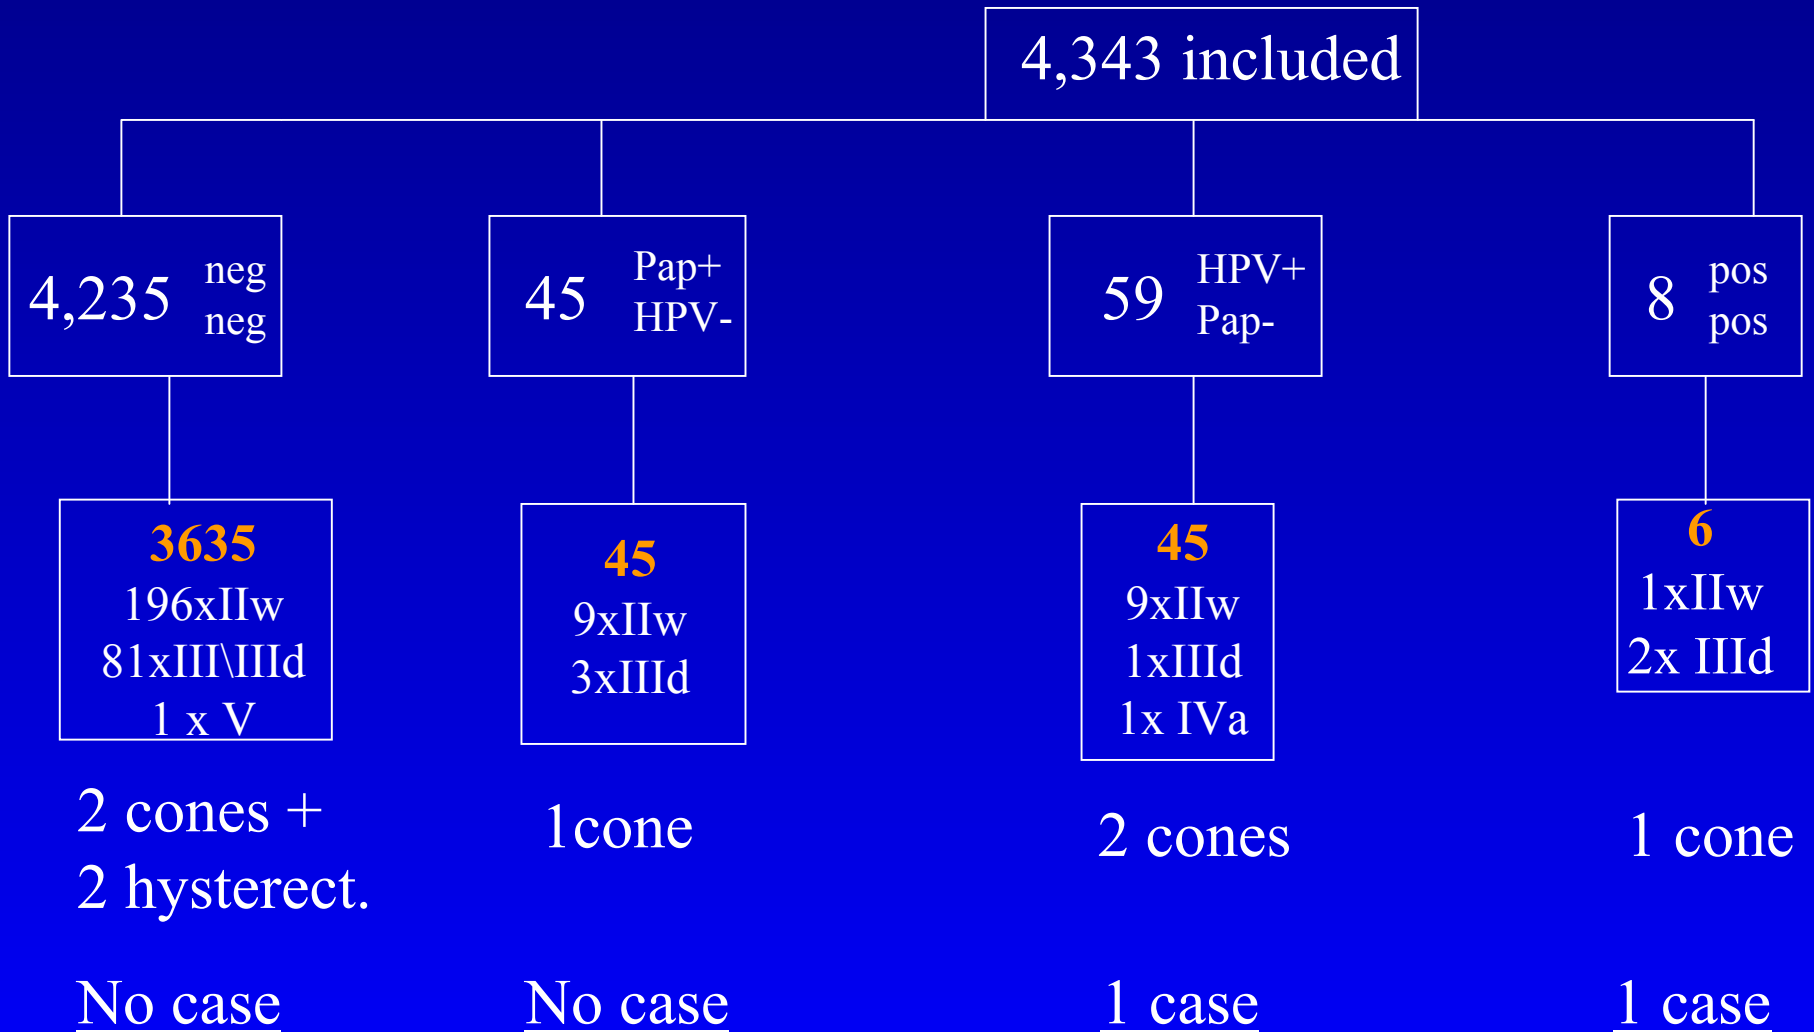 4,343 included
4,235 neg
neg
45 Pap+
HPV-
59 HPV+
Pap-
8 pos
pos
3635
196xIIw
81xIII\IIId
1 x V
45
9xIIw
3xIIId
45
9xIIw
1xIIId
1x IVa
6
1xIIw
2x IIId
2 cones +
2 hysterect.
1cone
2 cones
1 cone
No case
No case
1 case
1 case